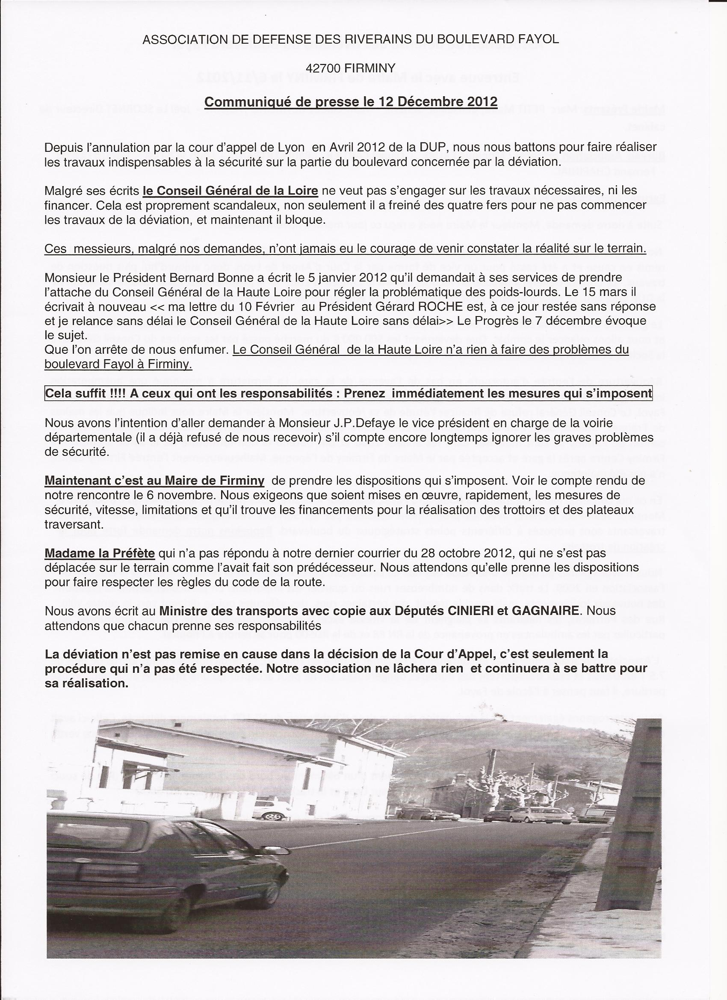 ASSOCIATION DE DEFENSE DES RIVERAINS DU BOULEVARD FAYOL
42700 FIRMINY
Communiqué de presse le 12 Décembre 2012
Depuis l'annulation par la cour d'appel de Lyon  en Avril 2012 de la DUP, nous nous battons pour faire réaliser
les travaux indispensables à la sécurité sur la partie du boulevard concernée par la déviation.
Malgré ses écrits le Conseil Général de la Loire ne veut pas s'engager sur les travaux nécessaires, ni les
financer. Cela est proprement scandaleux, non seulement il a freiné des quatre fers pour ne pas commencer
les travaux de la déviation, et maintenant il bloque.
Ces  messieurs, malgré nos demandes, n'ont jamais eu le courage de venir constater la réalité sur le terrain.
Monsieur le Président Bernard Bonne a écrit le 5 janvier 2012 qu'il demandait à ses services de prendre
l'attache du Conseil Général de la Haute Loire pour régler la problématique des poids-lourds. Le 15 mars il
écrivait à nouveau << ma lettre du 10 Février  au Président Gérard ROCHE est, à ce jour restée sans réponse
et je relance sans délai le Conseil Général de la Haute Loire sans délai>> Le Progrès le 7 décembre évoque
le sujet.
Que l'on arrête de nous enfumer. Le Conseil Général  de la Haute Loire n'a rien à faire des problèmes du
boulevard Fayol à Firminy.
Cela suffit !!!! A ceux qui ont les responsabilités : Prenez  immédiatement les mesures qui s'imposent
Nous avons l'intention d'aller demander à Monsieur J.P.Defaye le vice président en charge de la voirie
départementale (il a déjà refusé de nous recevoir) s'il compte encore longtemps ignorer les graves problèmes
de sécurité.
Maintenant c'est au Maire de Firminy  de prendre les dispositions qui s'imposent. Voir le compte rendu de
notre rencontre le 6 novembre. Nous exigeons que soient mises en œuvre, rapidement, les mesures de
sécurité, vitesse, limitations et qu'il trouve les financements pour la réalisation des trottoirs et des plateaux
traversant.
Madame la Préfète qui n'a pas répondu à notre dernier courrier du 28 octobre 2012, qui ne s'est pas
déplacée sur le terrain comme l'avait fait son prédécesseur. Nous attendons qu'elle prenne les dispositions
pour faire respecter les règles du code de la route.
Nous avons écrit au Ministre des transports avec copie aux Députés CINIERI et GAGNAIRE. Nous
attendons que chacun prenne ses responsabilités
La déviation n'est pas remise en cause dans la décision de la Cour d'Appel, c'est seulement la
procédure qui n'a pas été respectée. Notre association ne lâchera rien  et continuera à se battre pour
sa réalisation.